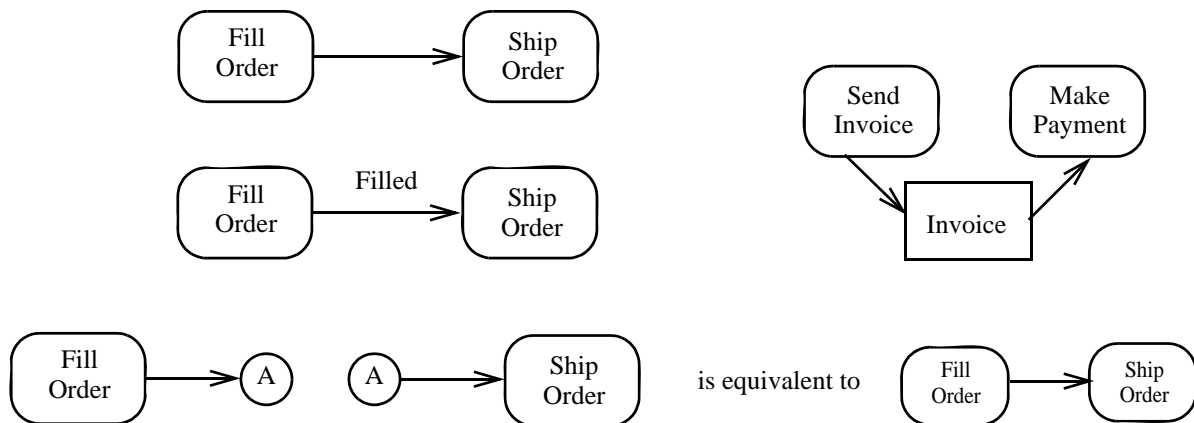 Fill
Order
Ship
Order
Send
Invoice
Make
Payment
Fill
Order
Filled
Ship
Order
Invoice
Fill
Order
A
A
Ship
Order
is equivalent to
Fill
Order
Ship
Order